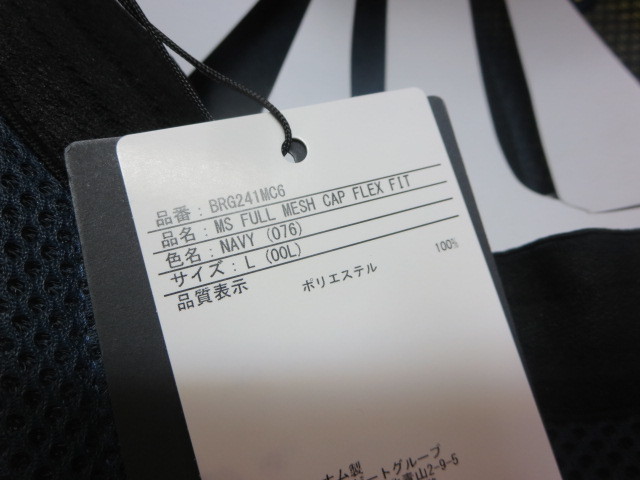 品番：BRG241MC6
品名：MS FULL MESH CAP FLEX FIT
色名：NAVY (076)
サイズ：L (00L)
品質表示 ポリエステル 100%
ナム製
ートグループ
青山2-9-5